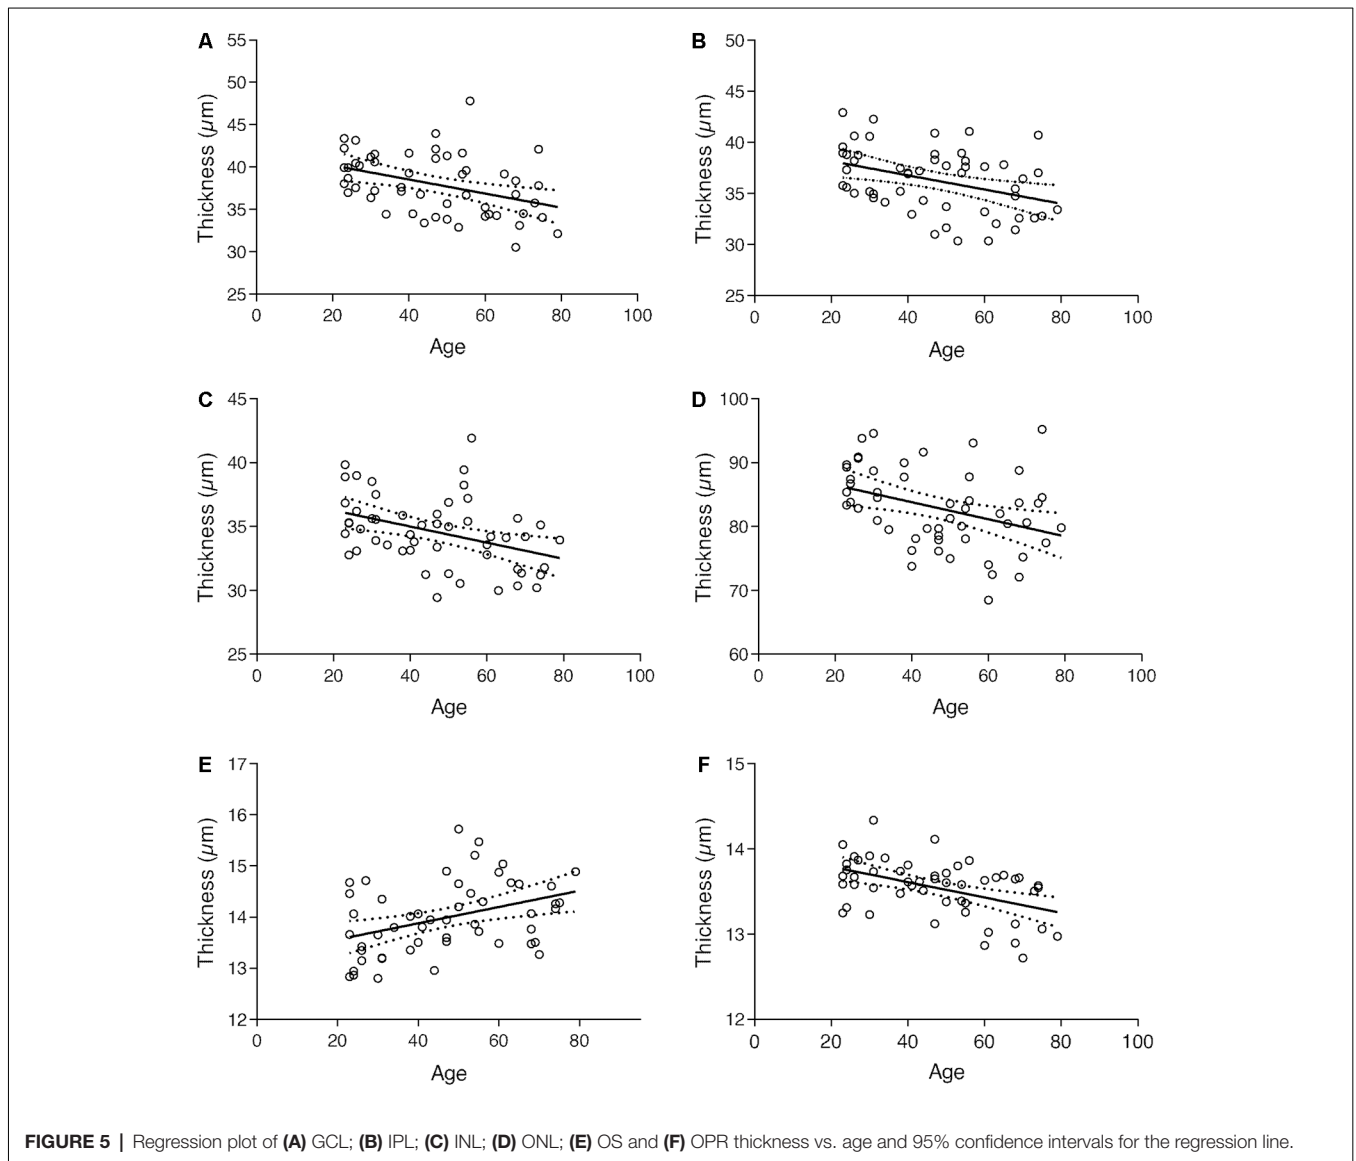 A
55
50
45
40
35
30
25
0 20 40 60 80 100
Thickness (µm)
Age
B
50
45
40
35
30
25
0 20 40 60 80 100
Thickness (µm)
Age
C
45
40
35
30
25
0 20 40 60 80 100
Thickness (µm)
Age
D
100
90
80
70
60
0 20 40 60 80 100
Thickness (µm)
Age
E
17
16
15
14
13
12
0 20 40 60 80
Thickness (µm)
Age
F
15
14
13
12
0 20 40 60 80 100
Thickness (µm)
Age
FIGURE 5 | Regression plot of (A) GCL; (B) IPL; (C) INL; (D) ONL; (E) OS and (F) OPR thickness vs. age and 95% confidence intervals for the regression line.